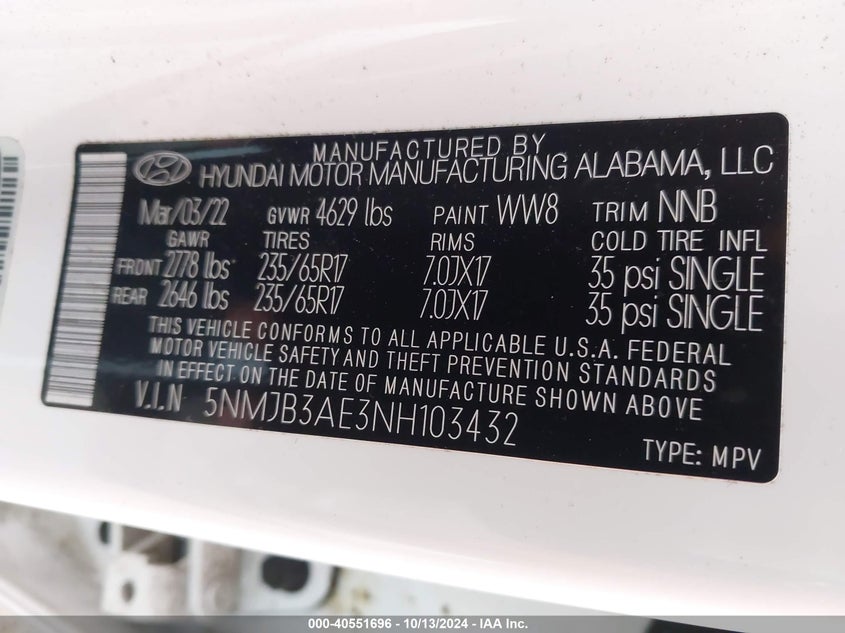 MANUFACTURED BY
HYUNDAI MOTOR MANUFACTURING ALABAMA, LLC
Mar/03/22 GVWR 4629 lbs PAINT WW8 TRIM NNB
GAWR TIRES RIMS COLD TIRE INFL
FRONT 2778 lbs 235/65R17 7.0JX17 35 psi SINGLE
REAR 2646 lbs 235/65R17 7.0JX17 35 psi SINGLE
THIS VEHICLE CONFORMS TO ALL APPLICABLE U.S.A. FEDERAL
MOTOR VEHICLE SAFETY AND THEFT PREVENTION STANDARDS
IN EFFECT ON THE DATE OF MANUFACTURE SHOWN ABOVE
V.I.N 5NMJB3AE3NH103432
TYPE: MPV
000-40551696 - 10/13/2024 - IAA Inc.